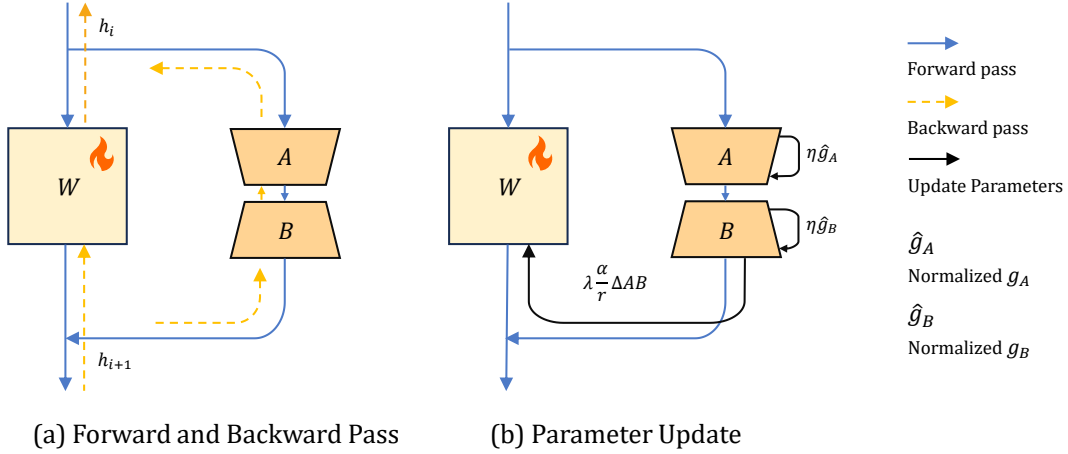 h_i
W
A
B
h_{i+1}
(a) Forward and Backward Pass
W
A
ηĝ_A
B
ηĝ_B
λ \frac{α}{r} ΔAB
(b) Parameter Update
Forward pass
Backward pass
Update Parameters
ĝ_A
Normalized g_A
ĝ_B
Normalized g_B